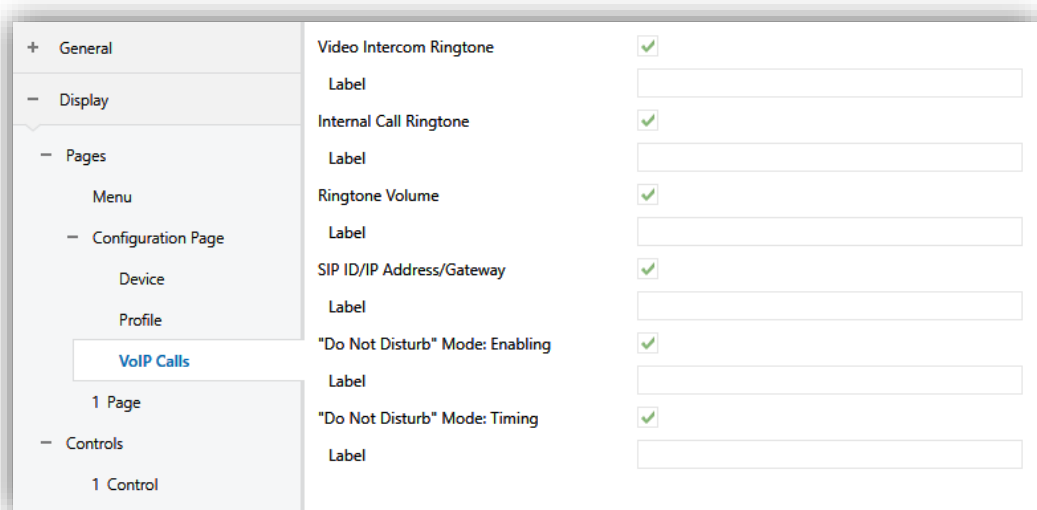 + General
− Display
− Pages
Menu
− Configuration Page
Device
Profile
VoIP Calls
1 Page
− Controls
1 Control
Video Intercom Ringtone
Label
Internal Call Ringtone
Label
Ringtone Volume
Label
SIP ID/IP Address/Gateway
Label
"Do Not Disturb" Mode: Enabling
Label
"Do Not Disturb" Mode: Timing
Label